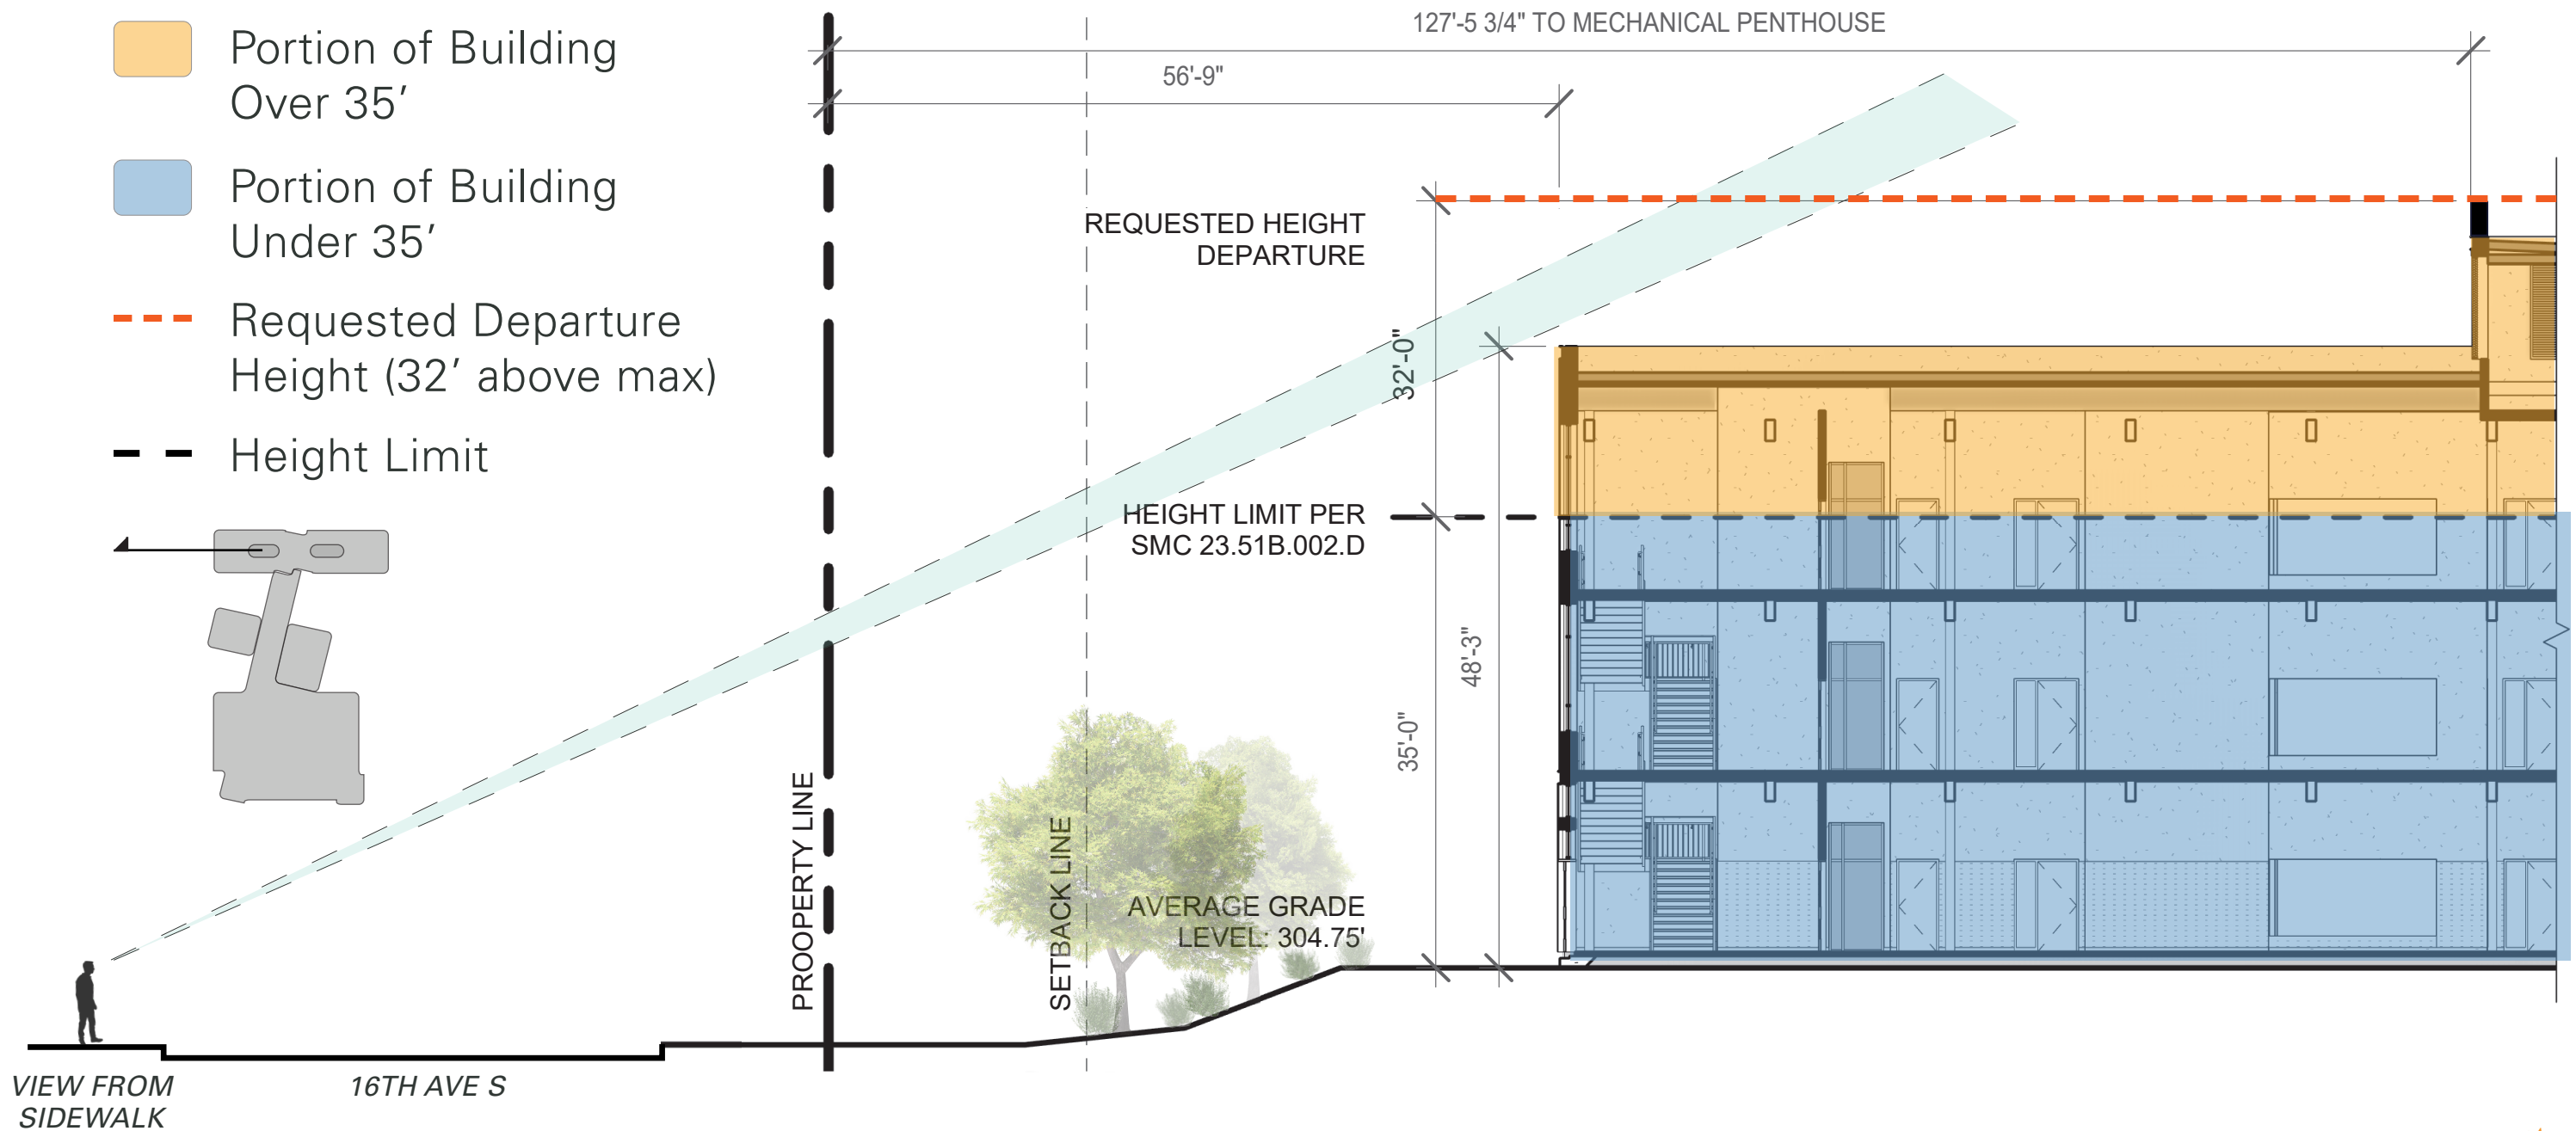 Portion of Building
Over 35'
Portion of Building
Under 35'
Requested Departure
Height (32' above max)
Height Limit
127'-5 3/4" TO MECHANICAL PENTHOUSE
56'-9"
REQUESTED HEIGHT
DEPARTURE
32'-0"
HEIGHT LIMIT PER
SMC 23.51B.002.D
48'-3"
35'-0"
PROOPERTY LINE
SETBACK LINE
AVERAGE GRADE
LEVEL: 304.75'
VIEW FROM
SIDEWALK
16TH AVE S